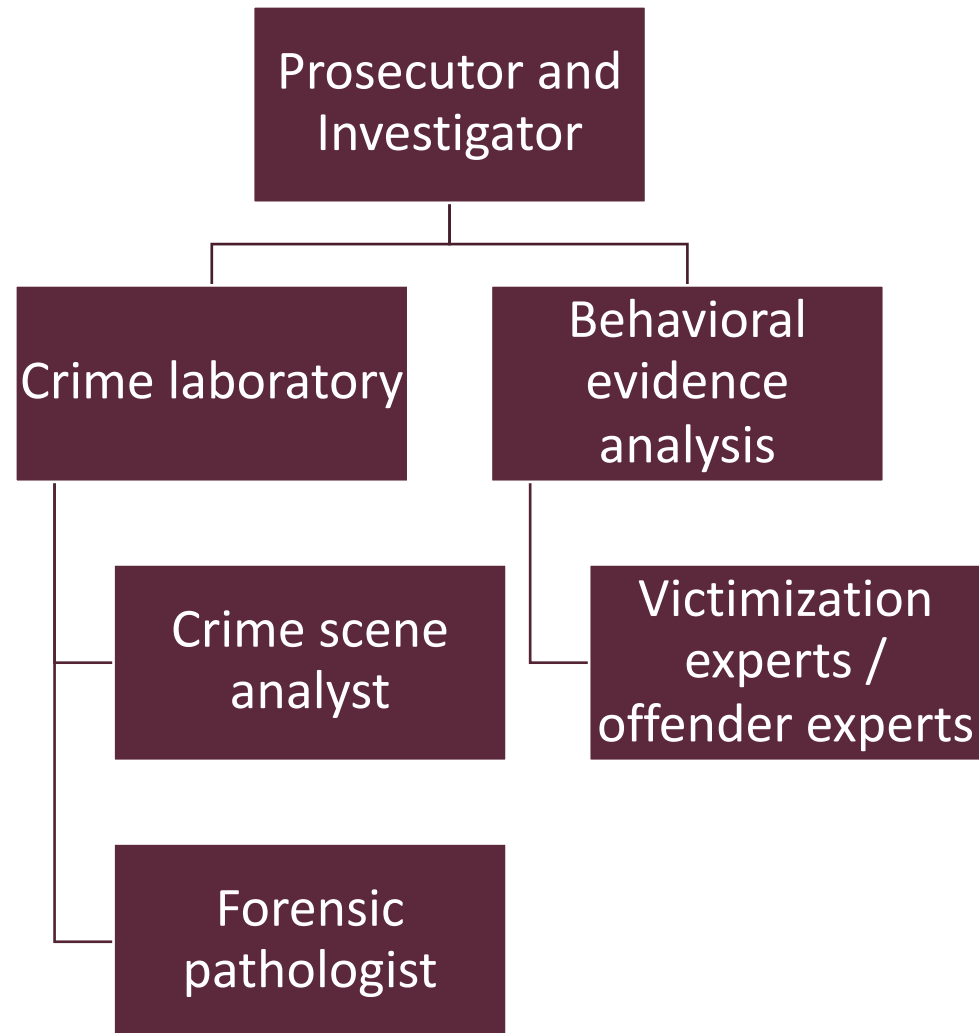 Prosecutor and
Investigator
Crime laboratory
Behavioral
evidence
analysis
Crime scene
analyst
Victimization
experts /
offender experts
Forensic
pathologist